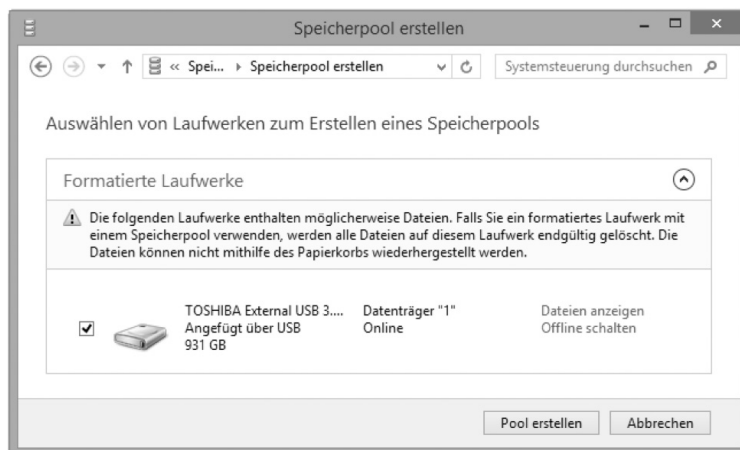 Speicherpool erstellen
« Spei... Speicherpool erstellen
Systemsteuerung durchsuchen
Auswählen von Laufwerken zum Erstellen eines Speicherpools
Formatierte Laufwerke
Die folgenden Laufwerke enthalten möglicherweise Dateien. Falls Sie ein formatiertes Laufwerk mit
einem Speicherpool verwenden, werden alle Dateien auf diesem Laufwerk endgültig gelöscht. Die
Dateien können nicht mithilfe des Papierkorbs wiederhergestellt werden.
TOSHIBA External USB 3.... Datenträger "1" Dateien anzeigen
Angefügt über USB Online Offline schalten
931 GB
Pool erstellen Abbrechen